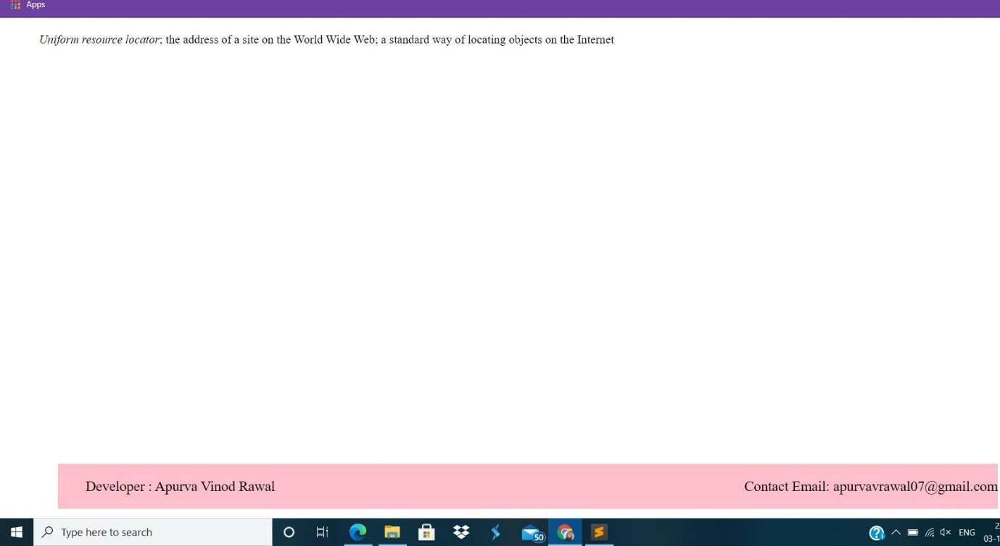 Apps
Uniform resource locator; the address of a site on the World Wide Web; a standard way of locating objects on the Internet
Developer : Apurva Vinod Rawal
Contact Email: apurvavrawal07@gmail.com
Type here to search
50
ENG
03-1